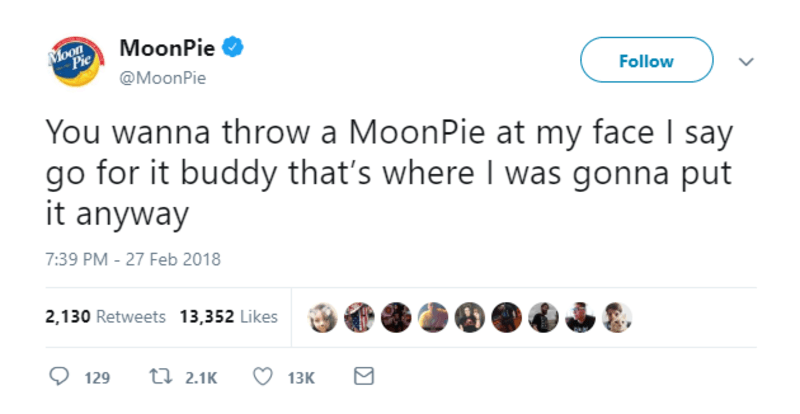 Moon
Pie
MoonPie
@MoonPie
Follow
You wanna throw a MoonPie at my face I say
go for it buddy that's where I was gonna put
it anyway
7:39 PM - 27 Feb 2018
2,130 Retweets 13,352 Likes
129 2.1K 13K